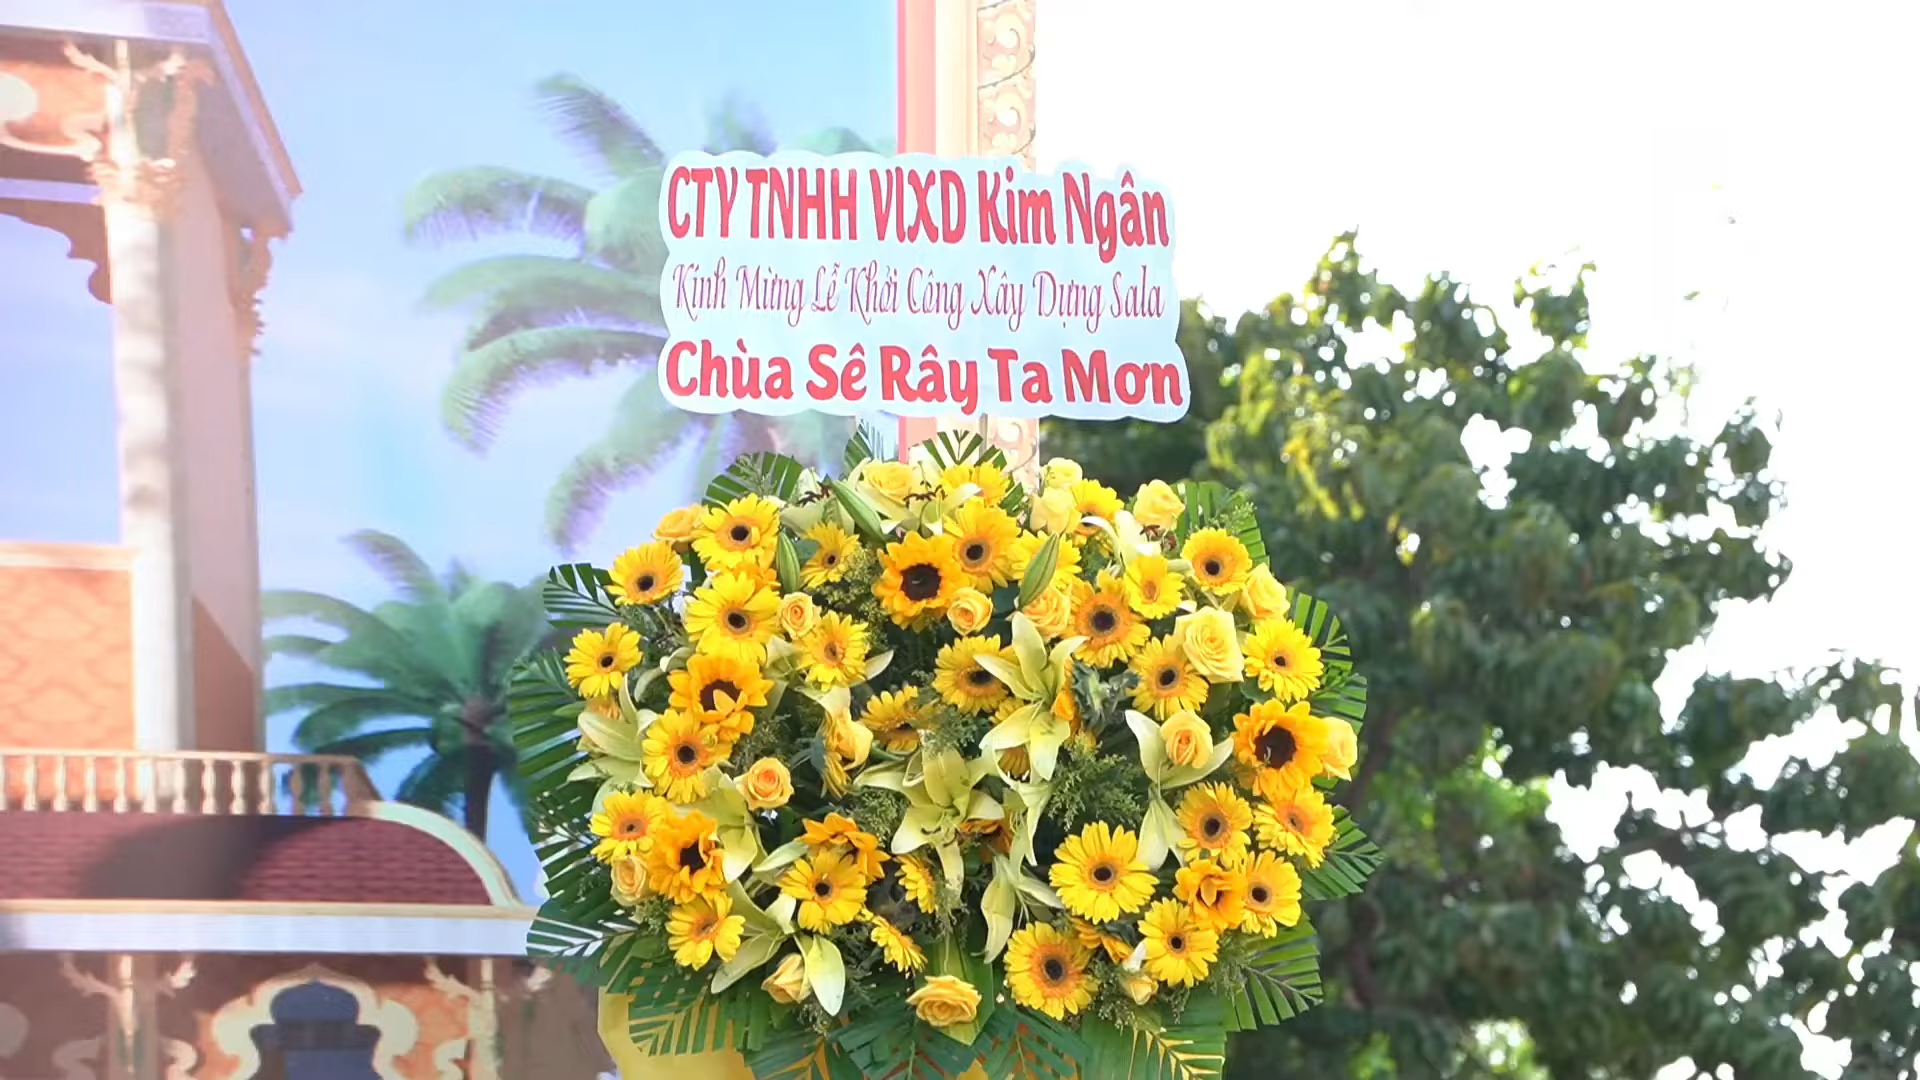 CTY TNHH VLXD Kim Ngân
Kính Mừng Lễ Khởi Công Xây Dựng Sala
Chùa Sê Rây Ta Mơn